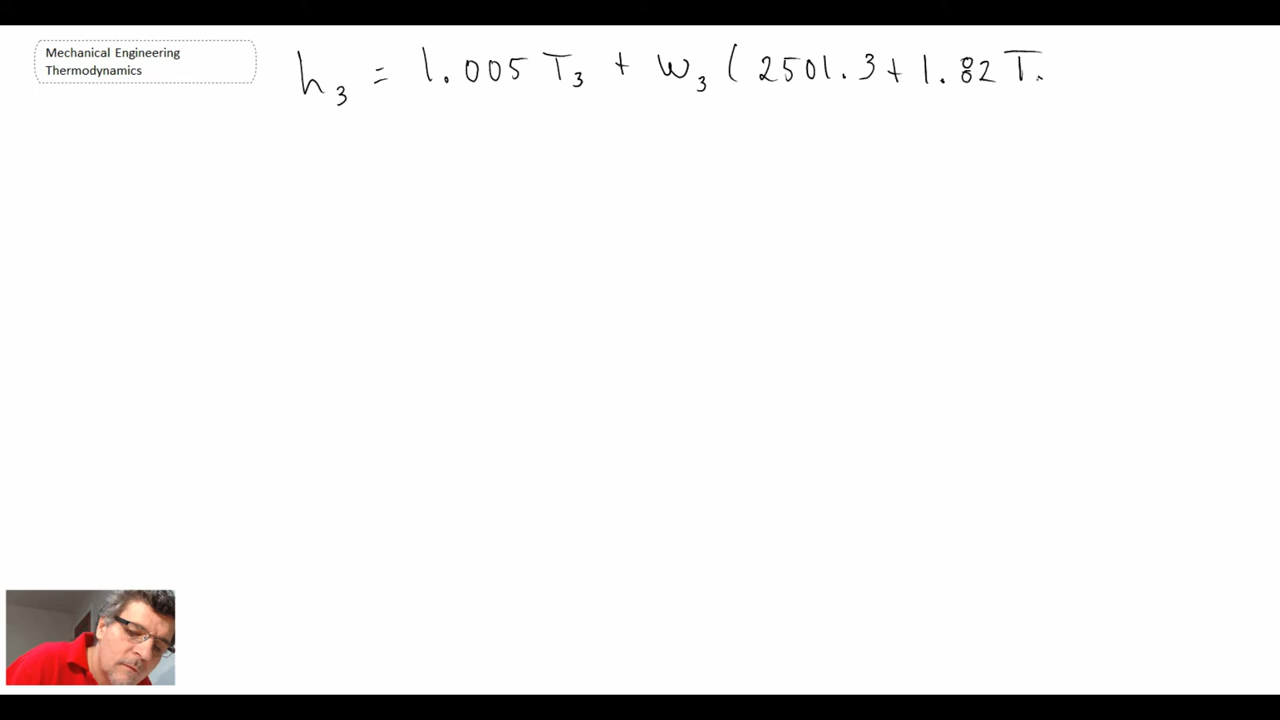 Mechanical Engineering
Thermodynamics
h₃ = 1.005 T₃ + w₃ ( 2501.3 + 1.82 T